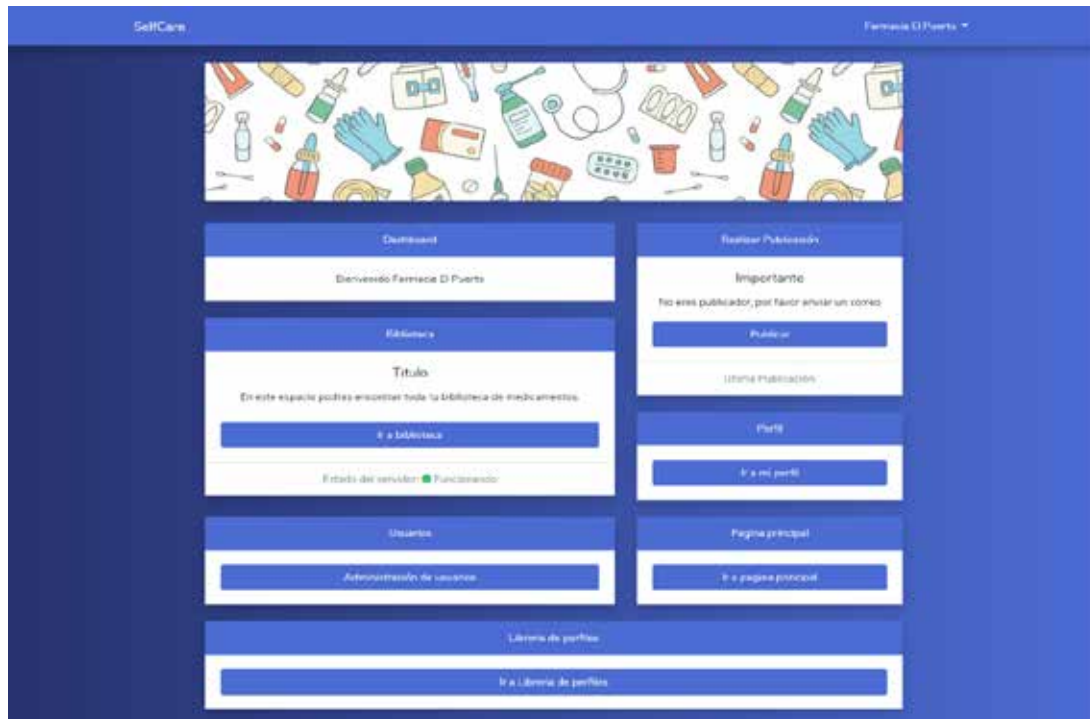 SelfCare
Farmacia El Puerto
Dashboard
Bienvenido Farmacia El Puerto
Biblioteca
Titulo
En este espacio podras encontrar toda la biblioteca de medicamentos.
Ir a biblioteca
Estado del servidor: Funcionando
Usuarios
Administración de usuarios
Realizar Publicación
Importante
No eres publicador, por favor enviar un correo
Publicar
Ultima Publicación:
Perfil
Ir a mi perfil
Pagina principal
Ir a pagina principal
Libreria de perfiles
Ir a Libreria de perfiles